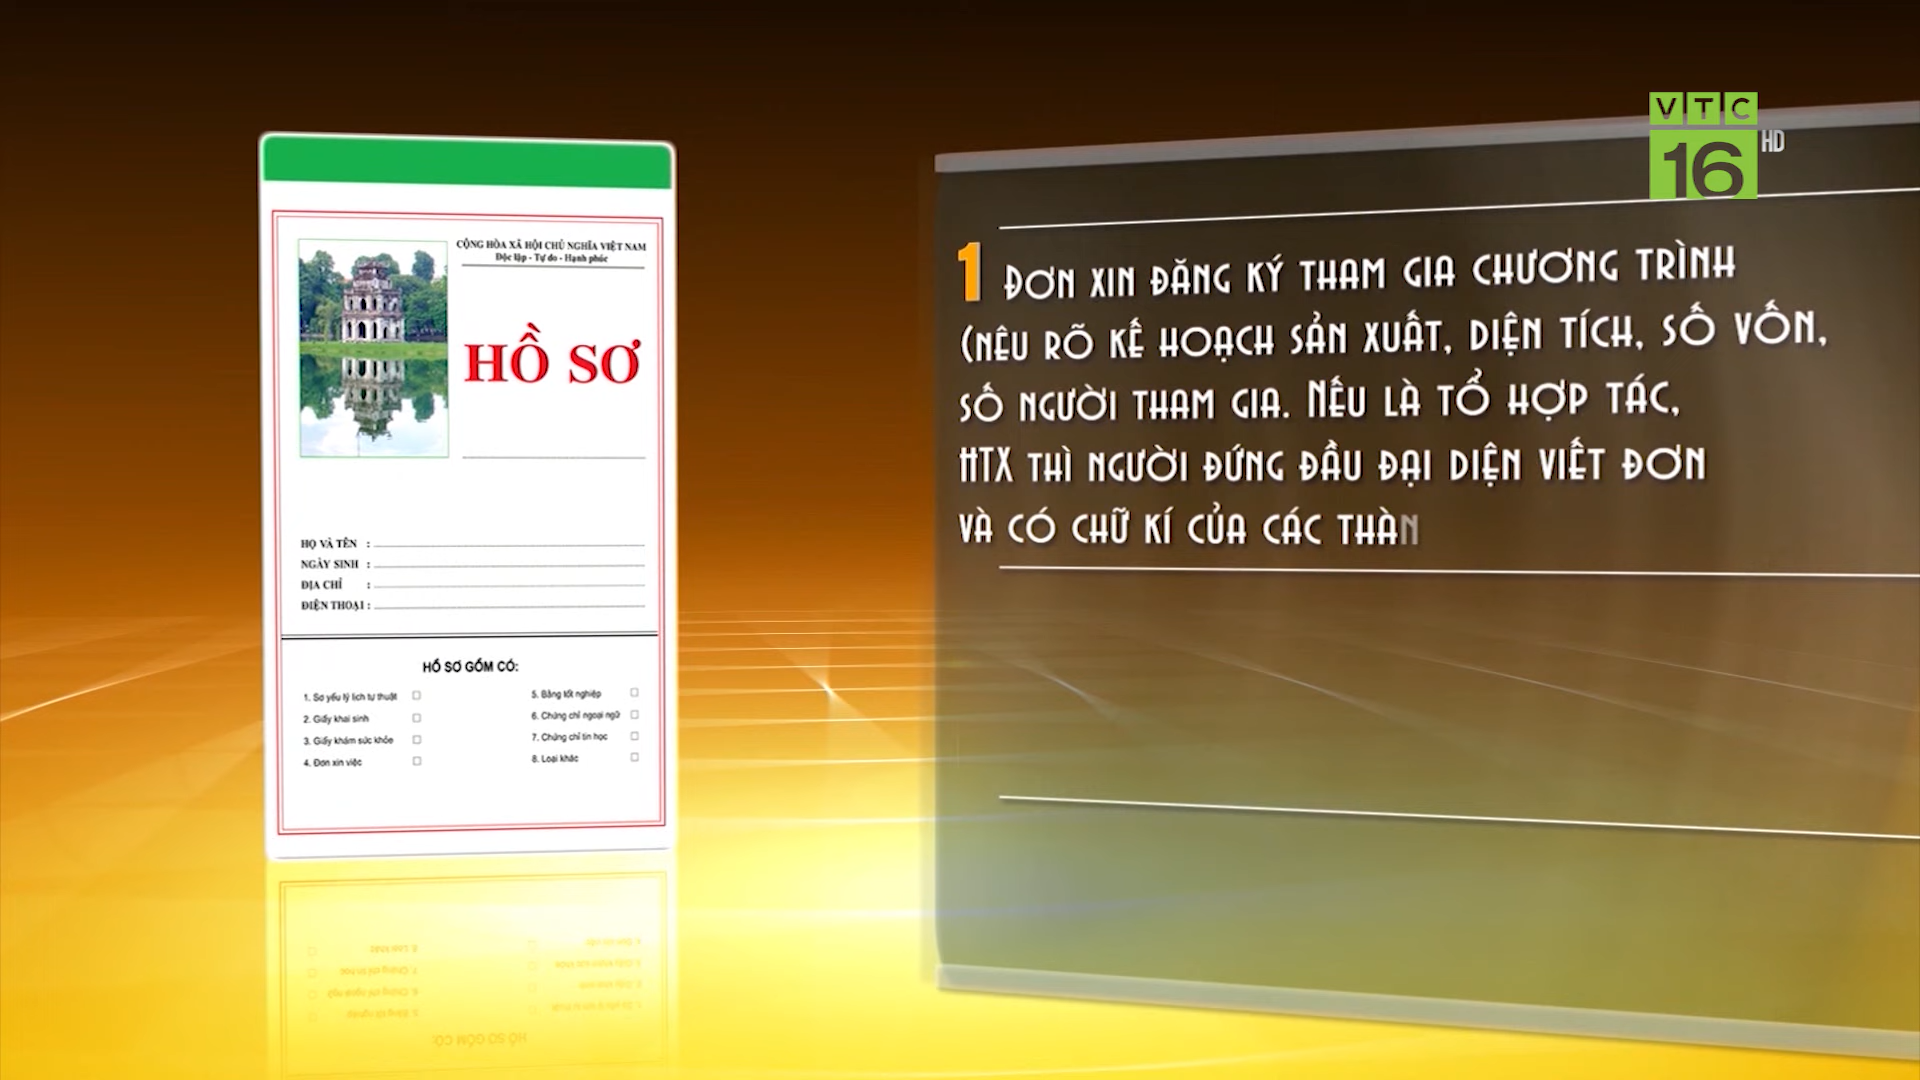 CỘNG HÒA XÃ HỘI CHỦ NGHĨA VIỆT NAM
Độc lập - Tự do - Hạnh phúc
HỒ SƠ
HỌ VÀ TÊN :
NGÀY SINH :
ĐỊA CHỈ :
ĐIỆN THOẠI :
HỒ SƠ GỒM CÓ:
1. Sơ yếu lý lịch tự thuật
2. Giấy khai sinh
3. Giấy khám sức khỏe
4. Đơn xin việc
5. Bằng tốt nghiệp
6. Chứng chỉ ngoại ngữ
7. Chứng chỉ tin học
8. Loại khác
VTC
16 HD
1 ĐƠN XIN ĐĂNG KÝ THAM GIA CHƯƠNG TRÌNH
(NÊU RÕ KẾ HOẠCH SẢN XUẤT, DIỆN TÍCH, SỐ VỐN,
SỐ NGƯỜI THAM GIA. NẾU LÀ TỔ HỢP TÁC,
HTX THÌ NGƯỜI ĐỨNG ĐẦU ĐẠI DIỆN VIẾT ĐƠN
VÀ CÓ CHỮ KÍ CỦA CÁC THÀN